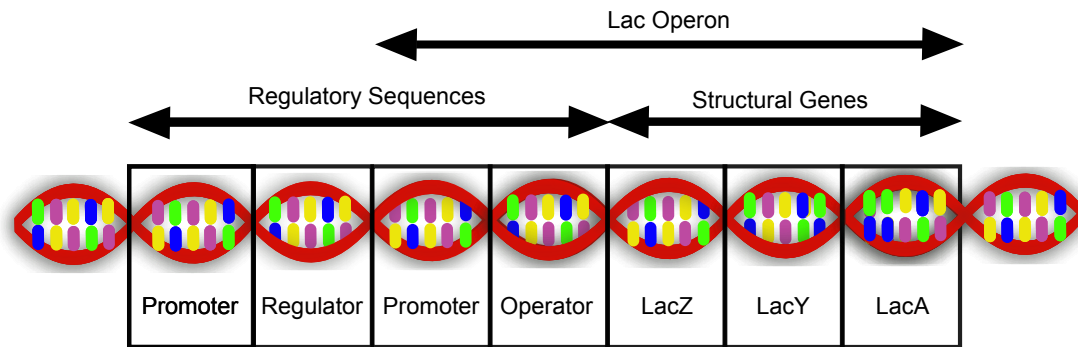 Lac Operon
Regulatory Sequences
Structural Genes
Promoter
Regulator
Promoter
Operator
LacZ
LacY
LacA